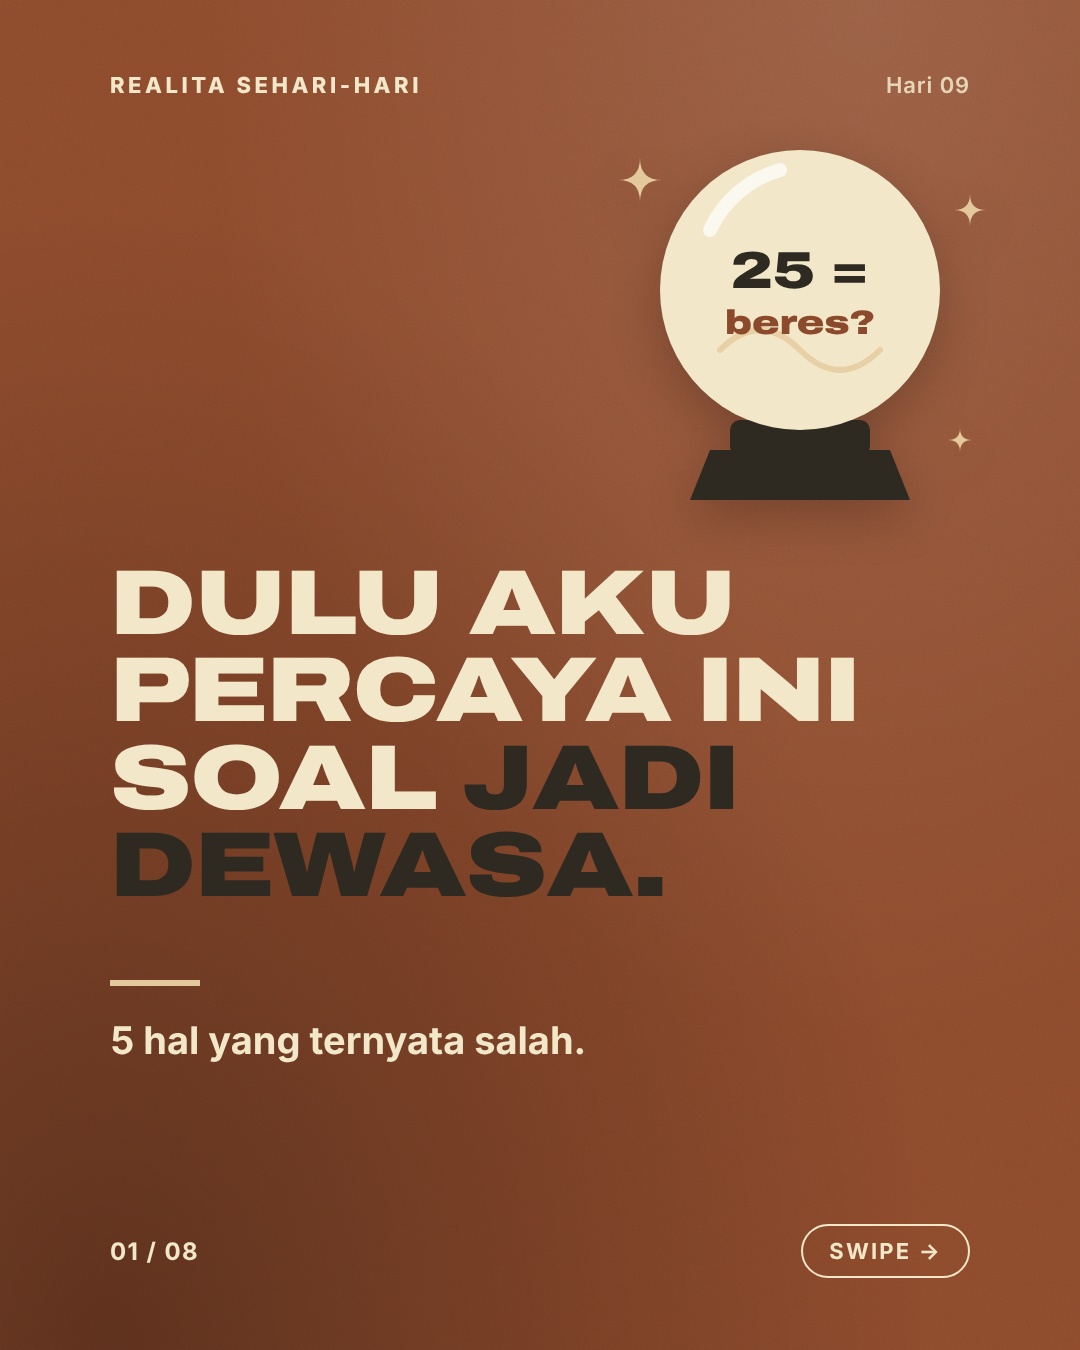 REALITA SEHARI-HARI
Hari 09
25 =
beres?
DULU AKU
PERCAYA INI
SOAL JADI
DEWASA.
5 hal yang ternyata salah.
01 / 08
SWIPE →